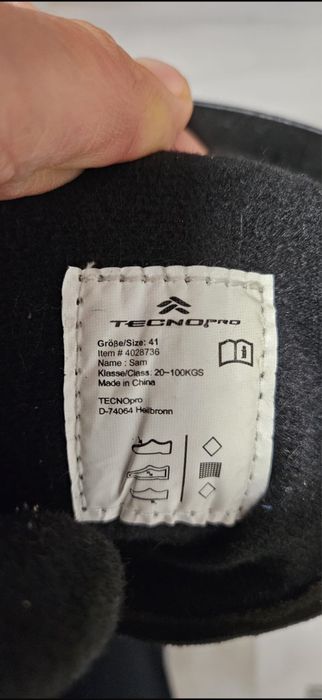 TECNOPRO
Größe/Size: 41
Item # 4028736
Name : Sam
Klasse/Class: 20-100KGS
Made in China
TECNOpro
D-74064 Heilbronn